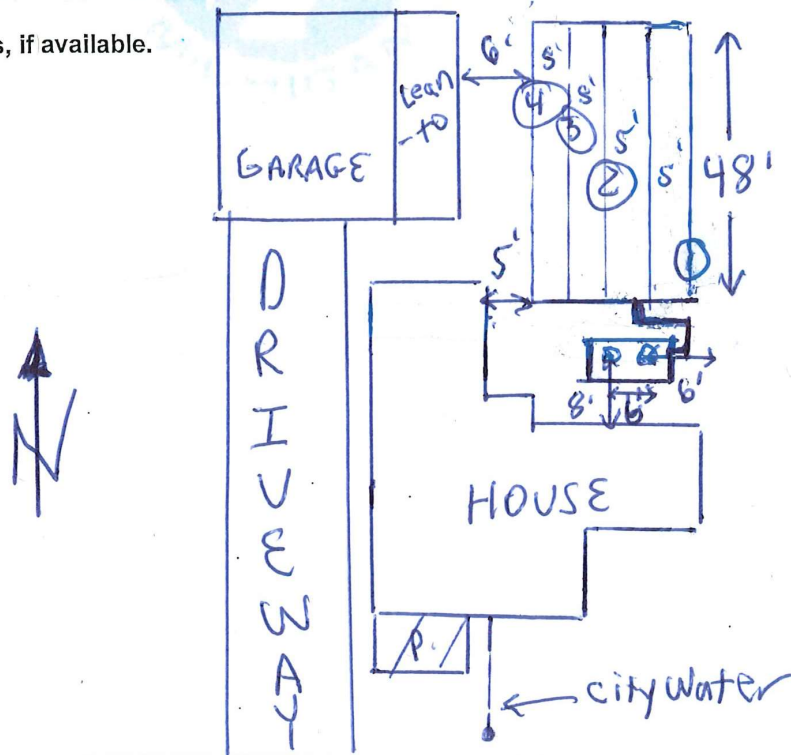 s, if available.
6'
5'
Lean
-to
4
5'
3
5'
2
5'
48'
GARAGE
1
5'
DRIVEWAY
N
8'
6'
6'
HOUSE
P.
city water